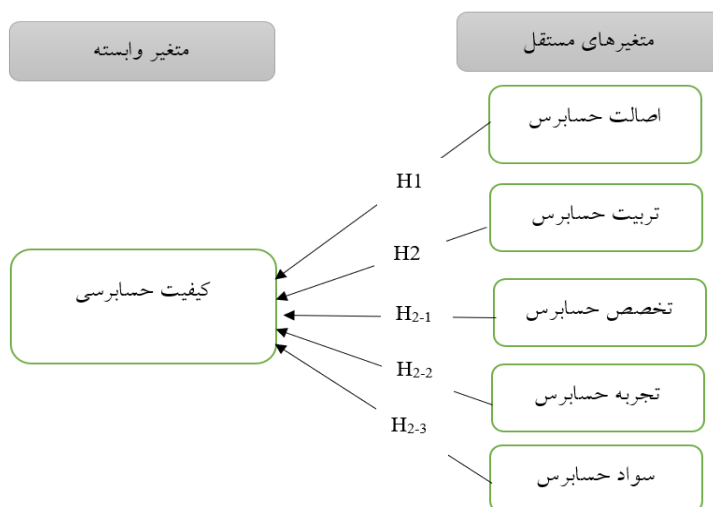 متغیرهای مستقل
متغیر وابسته
اصالت حسابرس
H1
تربیت حسابرس
H2
کیفیت حسابرسی
تخصص حسابرس
H2-1
تجربه حسابرس
H2-2
سواد حسابرس
H2-3